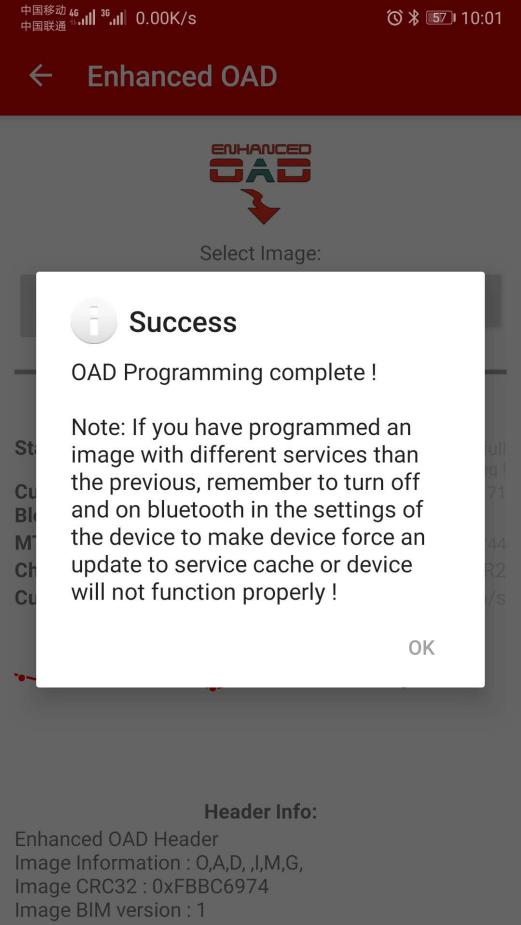 中国移动 4G 3G 0.00K/s 57 10:01
中国联通
Enhanced OAD
ENHANCED
OAD
Select Image:
Success
OAD Programming complete !
Note: If you have programmed an
image with different services than
the previous, remember to turn off
and on bluetooth in the settings of
the device to make device force an
update to service cache or device
will not function properly !
OK
Header Info:
Enhanced OAD Header
Image Information : O,A,D, ,I,M,G,
Image CRC32 : 0xFBBC6974
Image BIM version : 1